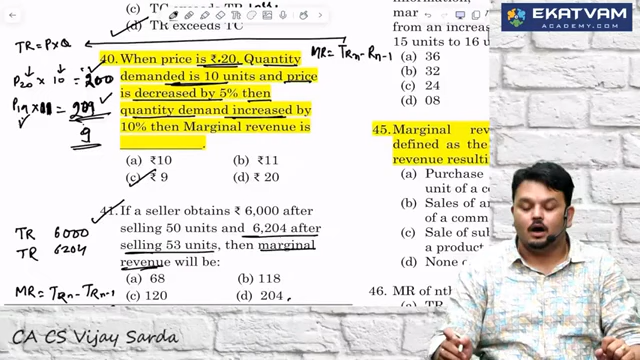 (c) TC exceeds
(d) TR exceeds TC
TR = P×Q
MR = TRn - Rn-1
40. When price is ₹ 20. Quantity
demanded is 10 units and price
is decreased by 5% then
quantity demand increased by
10% then Marginal revenue is
(a) ₹10 (b) ₹11
(c) ₹ 9 (d) ₹ 20
P20 × 10 = 200
P19 × 11 = 209
9
41. If a seller obtains ₹ 6,000 after
selling 50 units and 6,204 after
selling 53 units, then marginal
revenue will be:
(a) 68 (b) 118
(c) 120 (d) 204
TR 6000
TR 6204
MR = TRn - TRn-1
mar
from an increase
15 units to 16 u
(a) 36
(b) 32
(c) 24
(d) 08
45. Marginal rev
defined as the
revenue resulti
(a) Purchase
unit of a c
(b) Sales of an
of a comm
(c) Sale of sub
a product
(d) None o
46. MR of nth
(a) TR
EKATVAM
ACADEMY.COM
CA CS Vijay Sarda